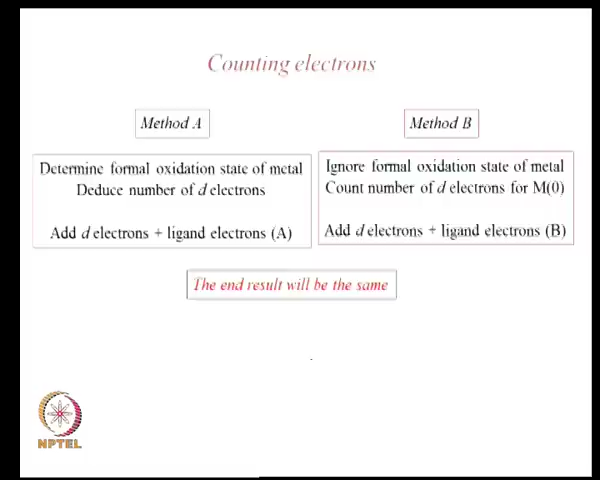 Counting electrons
Method A
Determine formal oxidation state of metal
Deduce number of d electrons
Add d electrons + ligand electrons (A)
Method B
Ignore formal oxidation state of metal
Count number of d electrons for M(0)
Add d electrons + ligand electrons (B)
The end result will be the same
NPTEL